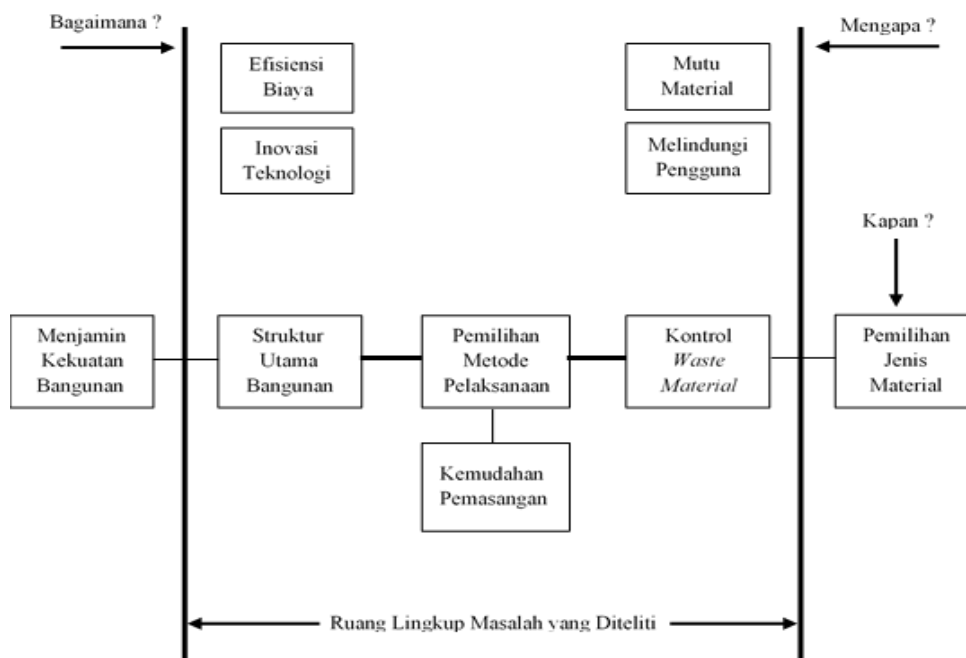 Bagaimana ?
Mengapa ?
Efisiensi
Biaya
Mutu
Material
Inovasi
Teknologi
Melindungi
Pengguna
Kapan ?
Menjamin
Kekuatan
Bangunan
Struktur
Utama
Bangunan
Pemilihan
Metode
Pelaksanaan
Kontrol
Waste
Material
Pemilihan
Jenis
Material
Kemudahan
Pemasangan
Ruang Lingkup Masalah yang Diteliti